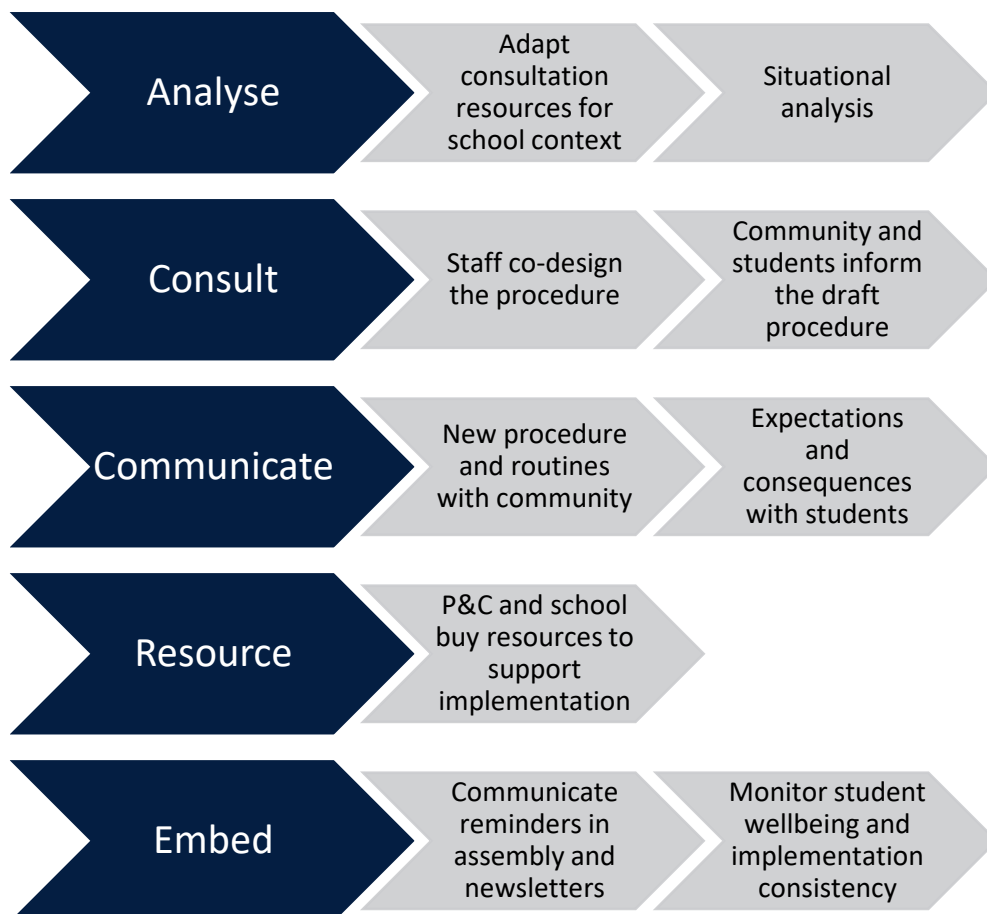 Analyse
Adapt
consultation
resources for
school context
Situational
analysis
Consult
Staff co-design
the procedure
Community and
students inform
the draft
procedure
Communicate
New procedure
and routines
with community
Expectations
and
consequences
with students
Resource
P&C and school
buy resources to
support
implementation
Embed
Communicate
reminders in
assembly and
newsletters
Monitor student
wellbeing and
implementation
consistency